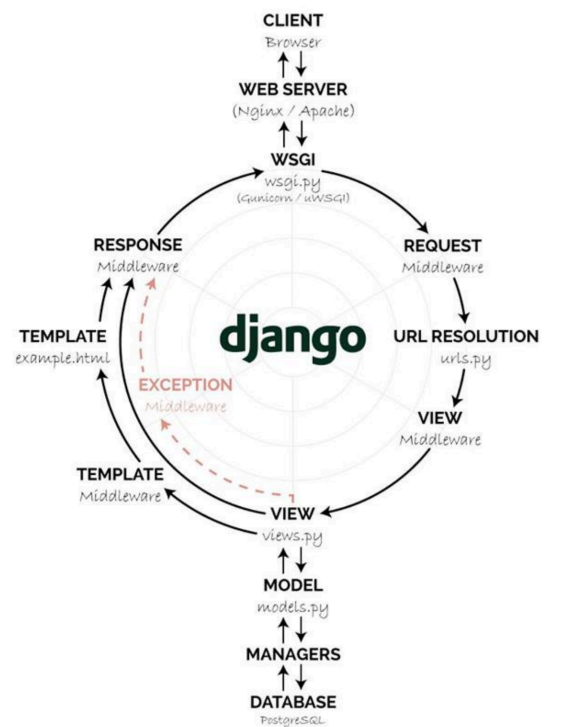 CLIENT
Browser
WEB SERVER
(Nginx / Apache)
WSGI
wsgi.py
(Gunicorn / uWSGI)
RESPONSE
Middleware
REQUEST
Middleware
TEMPLATE
example.html
django
URL RESOLUTION
urls.py
EXCEPTION
Middleware
VIEW
Middleware
TEMPLATE
Middleware
VIEW
views.py
MODEL
models.py
MANAGERS
DATABASE
PostgreSQL